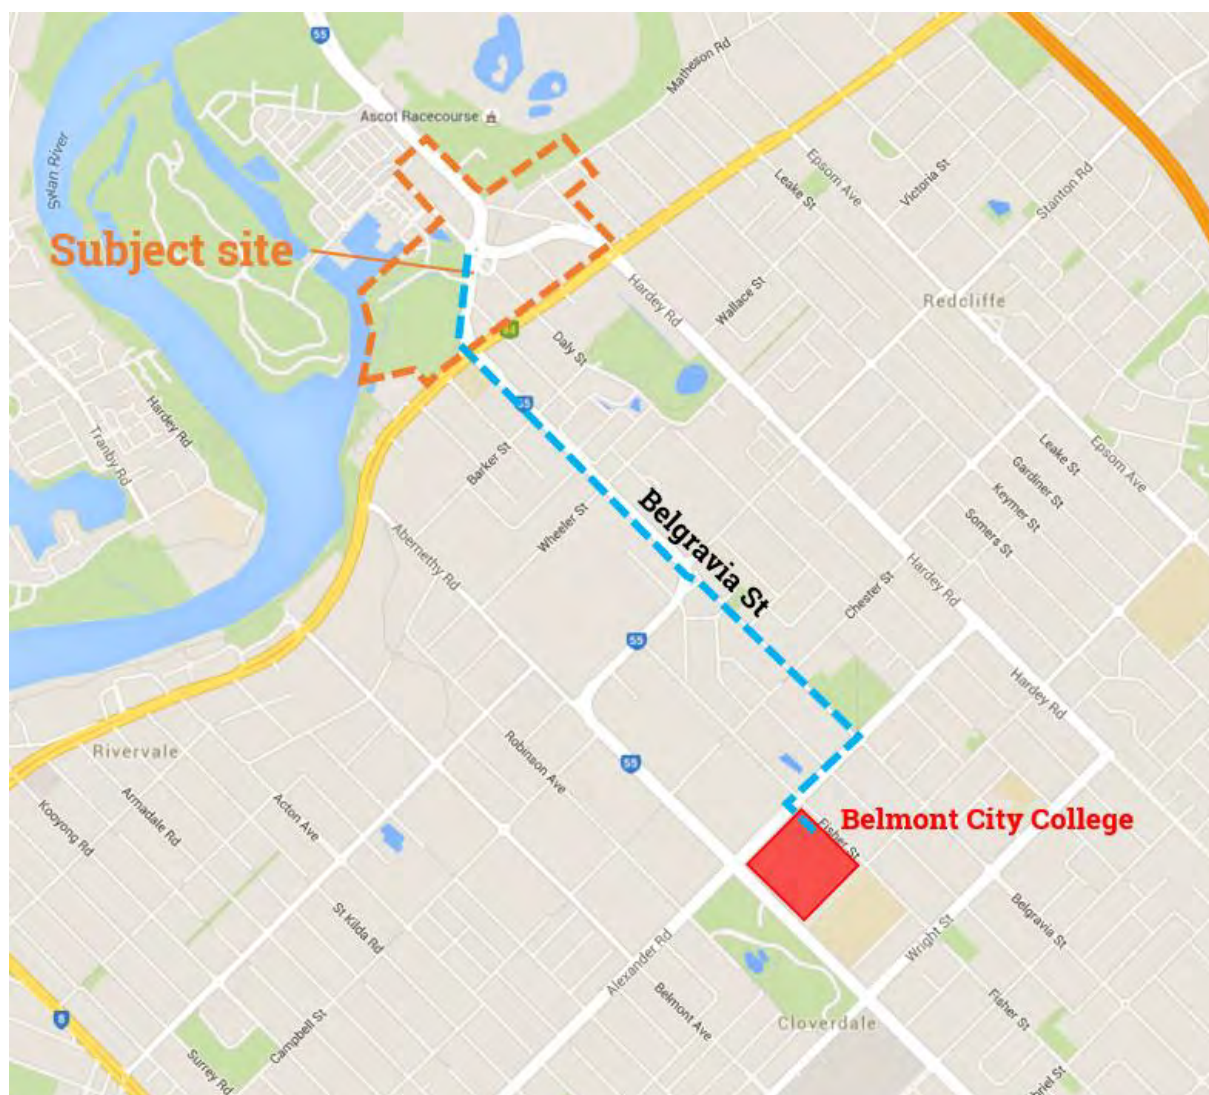 55
Matheson Rd
Ascot Racecourse
Swan River
Epsom Ave
Leake St
Victoria St
Stanton Rd
Subject site
Hardey Rd
Wallace St
Redcliffe
Daly St
55
Hardey Rd
Tranby Rd
Barker St
Wheeler St
Abernethy Rd
Belgravia St
Leake St
Gardiner St
Keymer St
Somers St
Epsom Ave
Hardey Rd
Chester St
55
Hardey Rd
Rivervale
Robinson Ave
55
Kooyong Rd
Armadale Rd
Acton Ave
Fisher St
Belmont City College
St Kilda Rd
Alexander Rd
Wright St
Belgravia St
Belmont Ave
Cloverdale
Fisher St
8
Campbell St
Surrey Rd